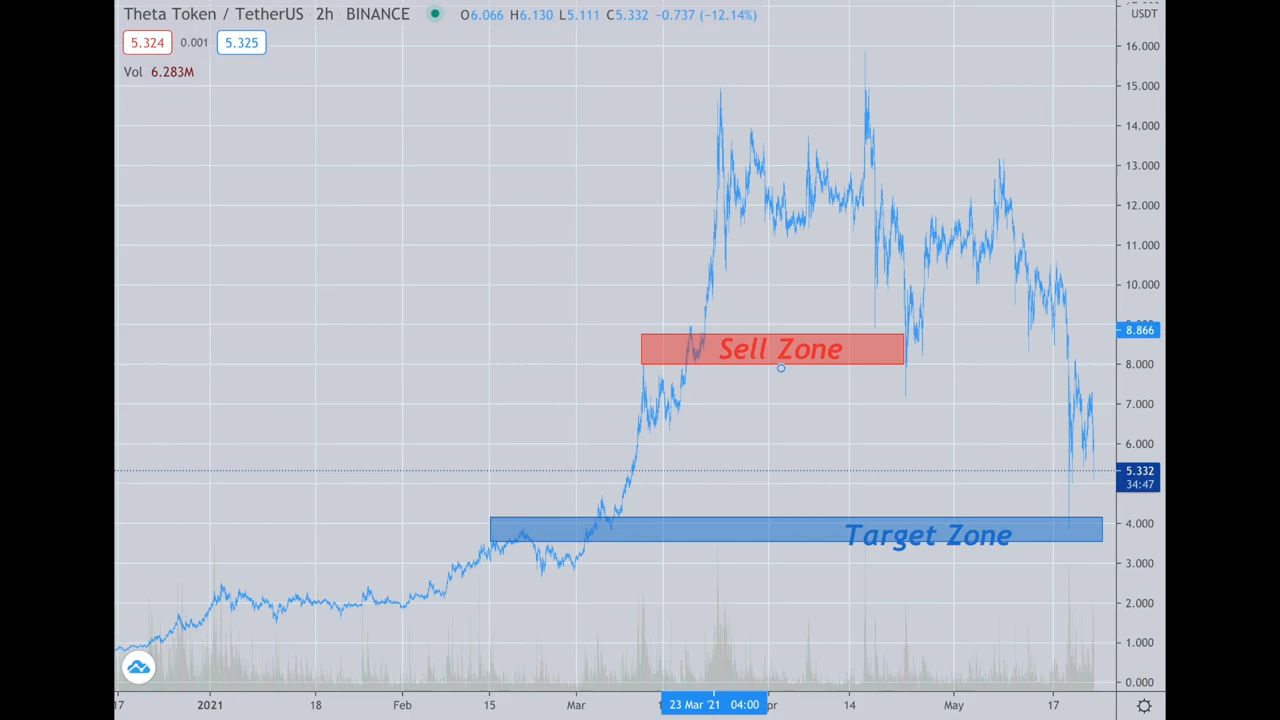 Theta Token / TetherUS 2h BINANCE O6.066 H6.130 L5.111 C5.332 −0.737 (−12.14%)
USDT
5.324 0.001 5.325
Vol 6.283M
16.000
15.000
14.000
13.000
12.000
11.000
10.000
8.866
Sell Zone
8.000
7.000
6.000
5.332
34:47
4.000
Target Zone
3.000
2.000
1.000
0.000
17 2021 18 Feb 15 Mar 23 Mar '21 04:00 14 May 17